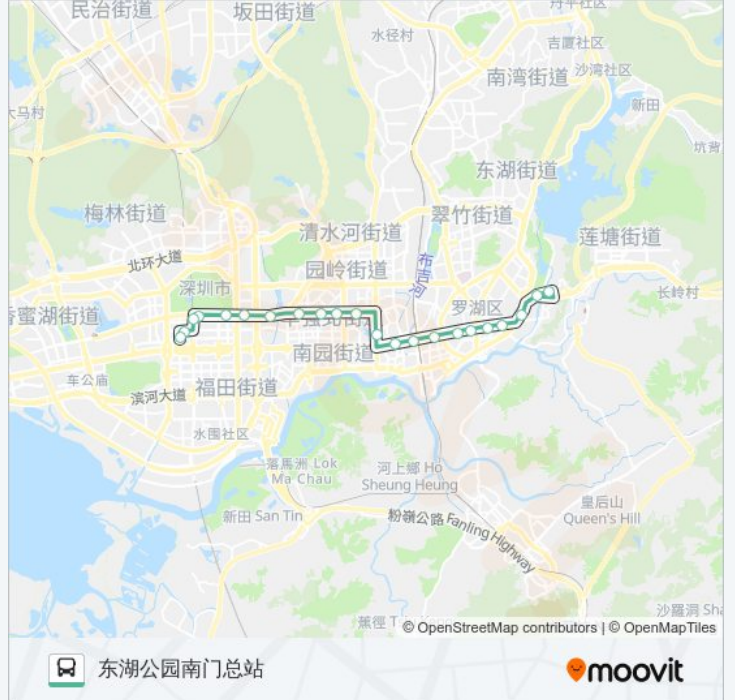 民治街道
坂田街道
丹平社区
水径村
吉厦社区
南湾街道
沙湾社区
大马村
新田
坑背
东湖街道
梅林街道
翠竹街道
清水河街道
莲塘街道
北环大道
园岭街道
布吉河
深圳市
长岭村
香蜜湖街道
罗湖区
南园街道
车公庙
滨河大道
福田街道
水围社区
落馬洲 Lok
Ma Chau
河上鄉 Ho
Sheung Heung
皇后山
Queen's Hill
新田 San Tin
粉嶺公路 Fanling Highway
沙羅洞 Sha
蕉徑 T
© OpenStreetMap contributors | © OpenMapTiles
东湖公园南门总站
moovit